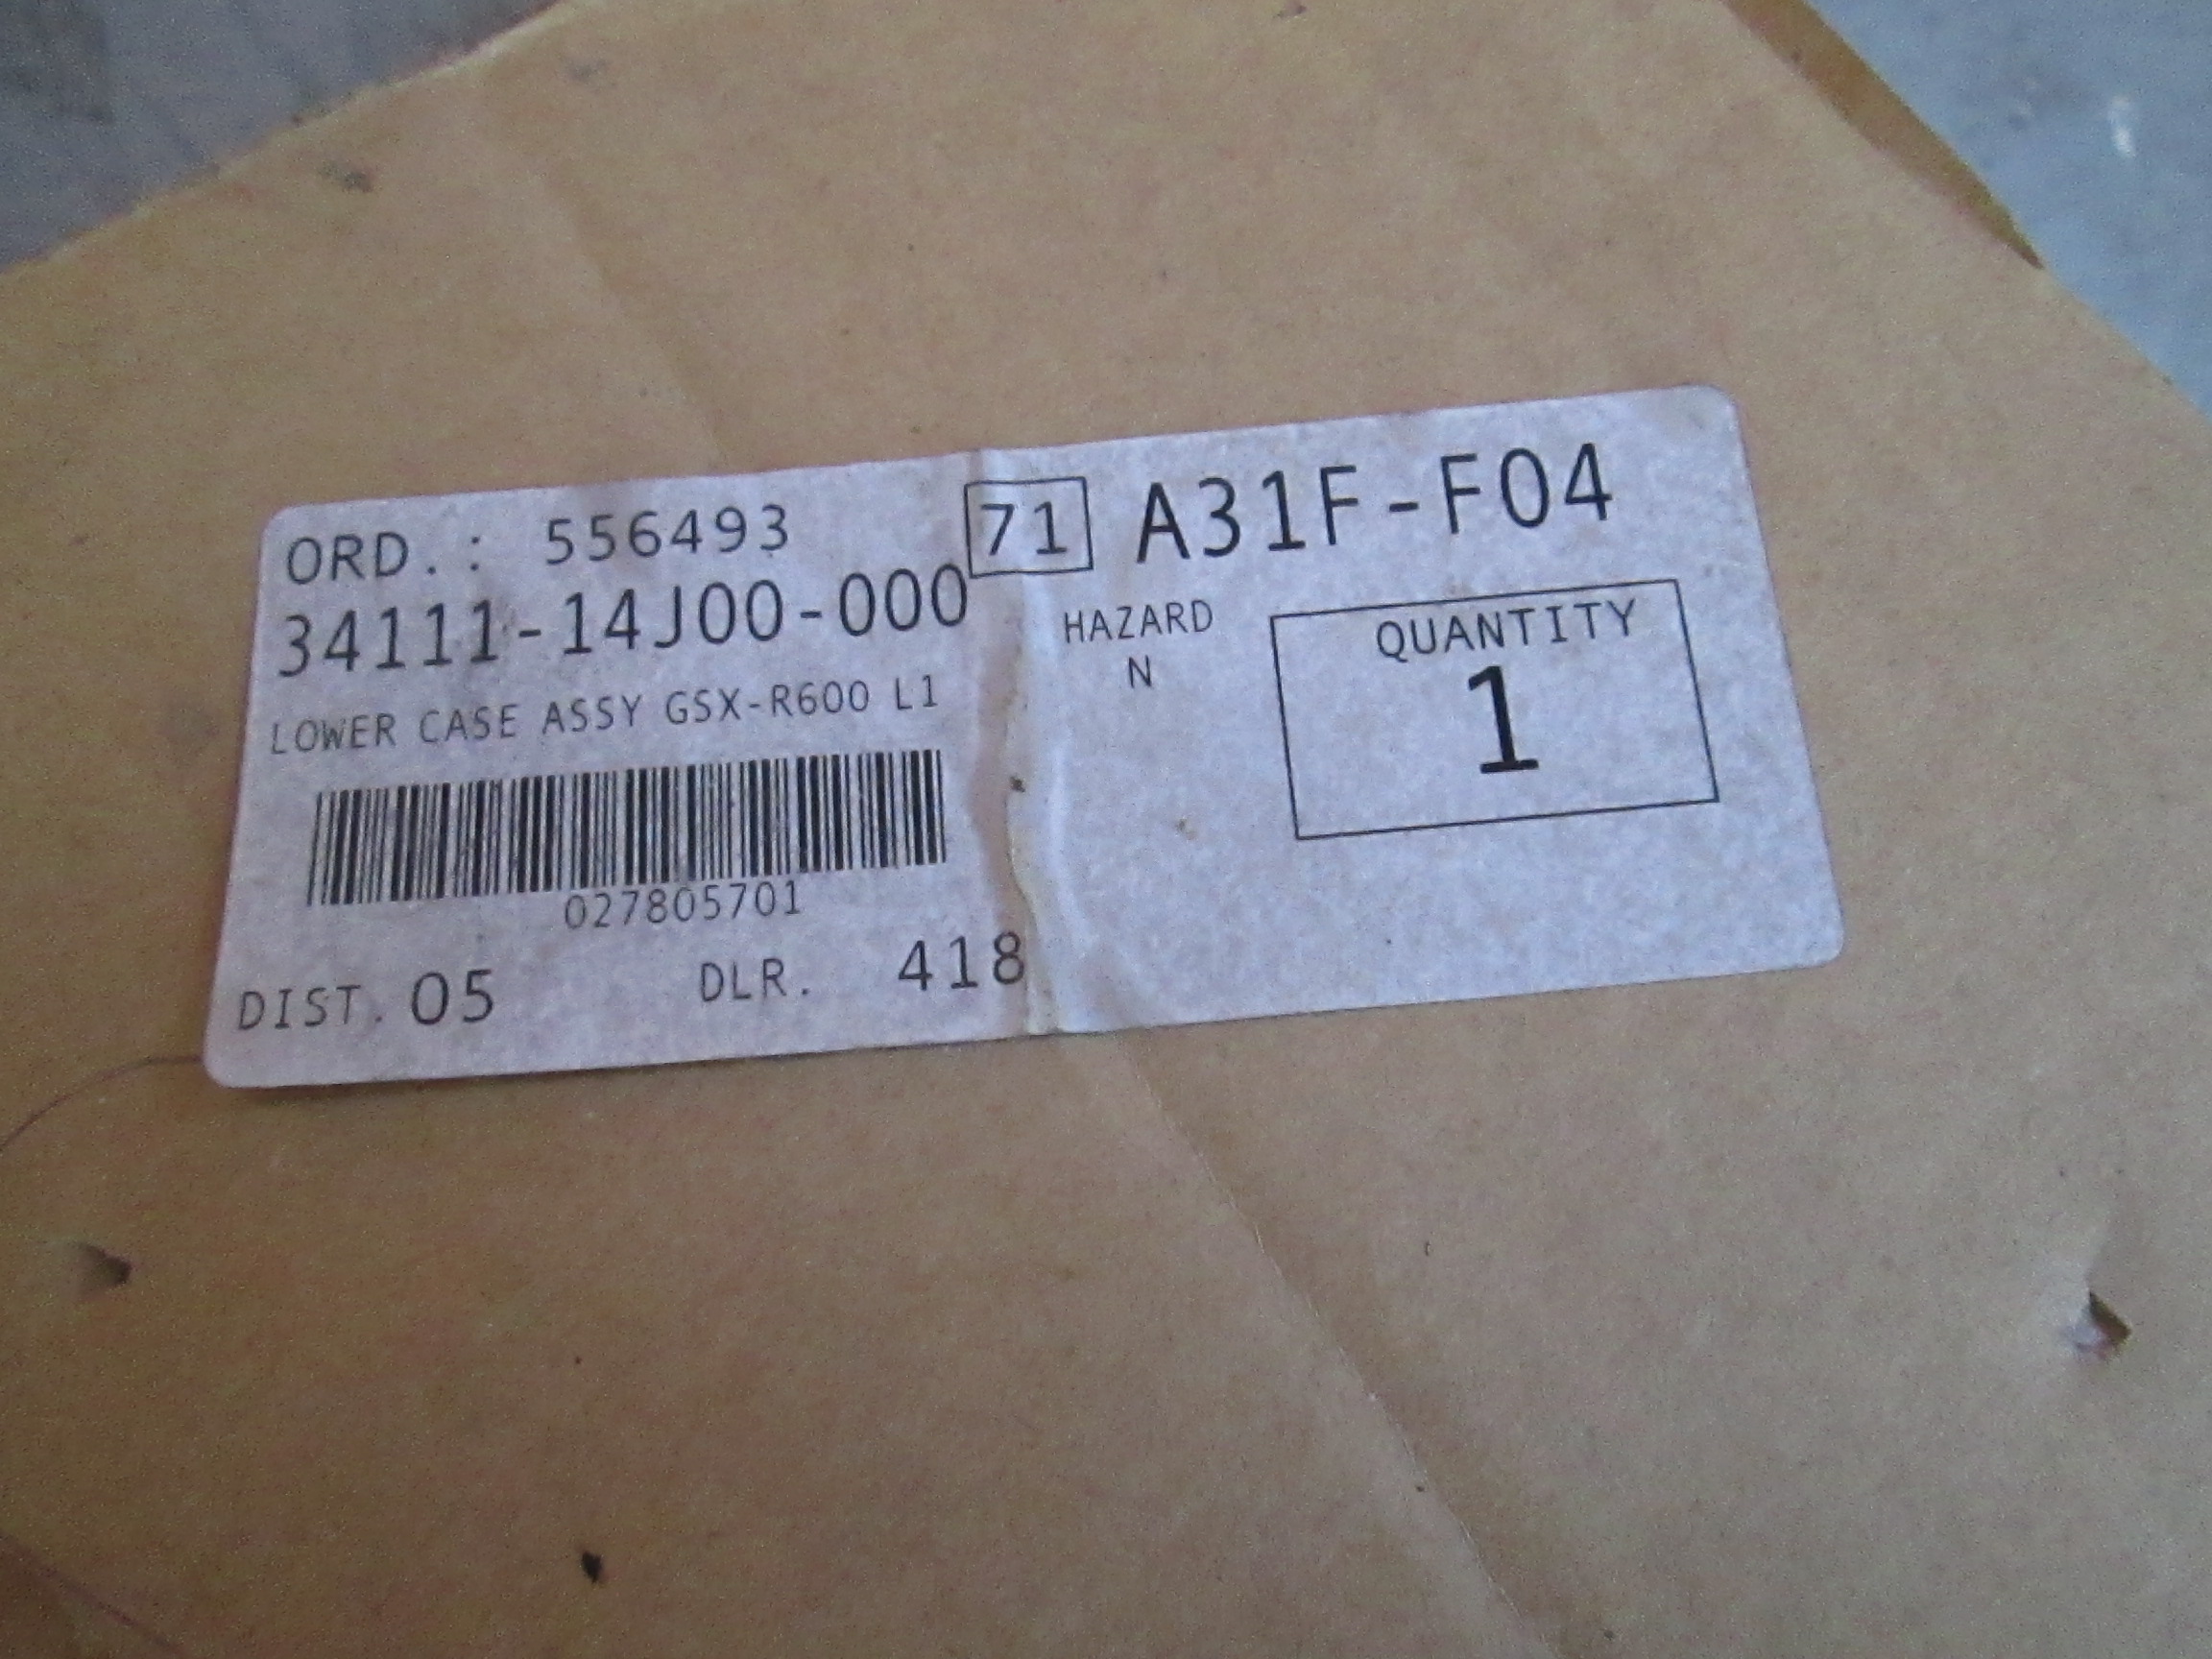 ORD.: 556493 71 A31F-F04
34111-14J00-000
HAZARD
N
QUANTITY
1
LOWER CASE ASSY GSX-R600 L1
027805701
DIST. 05 DLR. 418